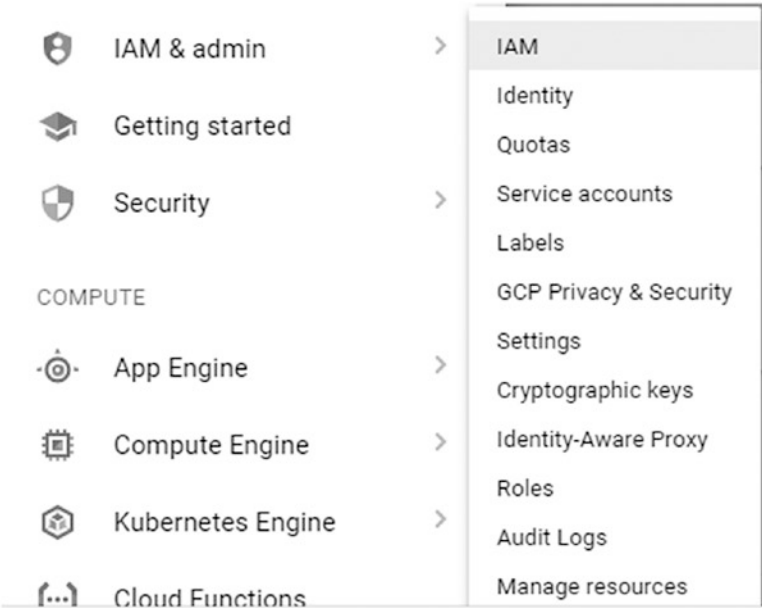 IAM & admin
Getting started
Security
COMPUTE
App Engine
Compute Engine
Kubernetes Engine
Cloud Functions
IAM
Identity
Quotas
Service accounts
Labels
GCP Privacy & Security
Settings
Cryptographic keys
Identity-Aware Proxy
Roles
Audit Logs
Manage resources